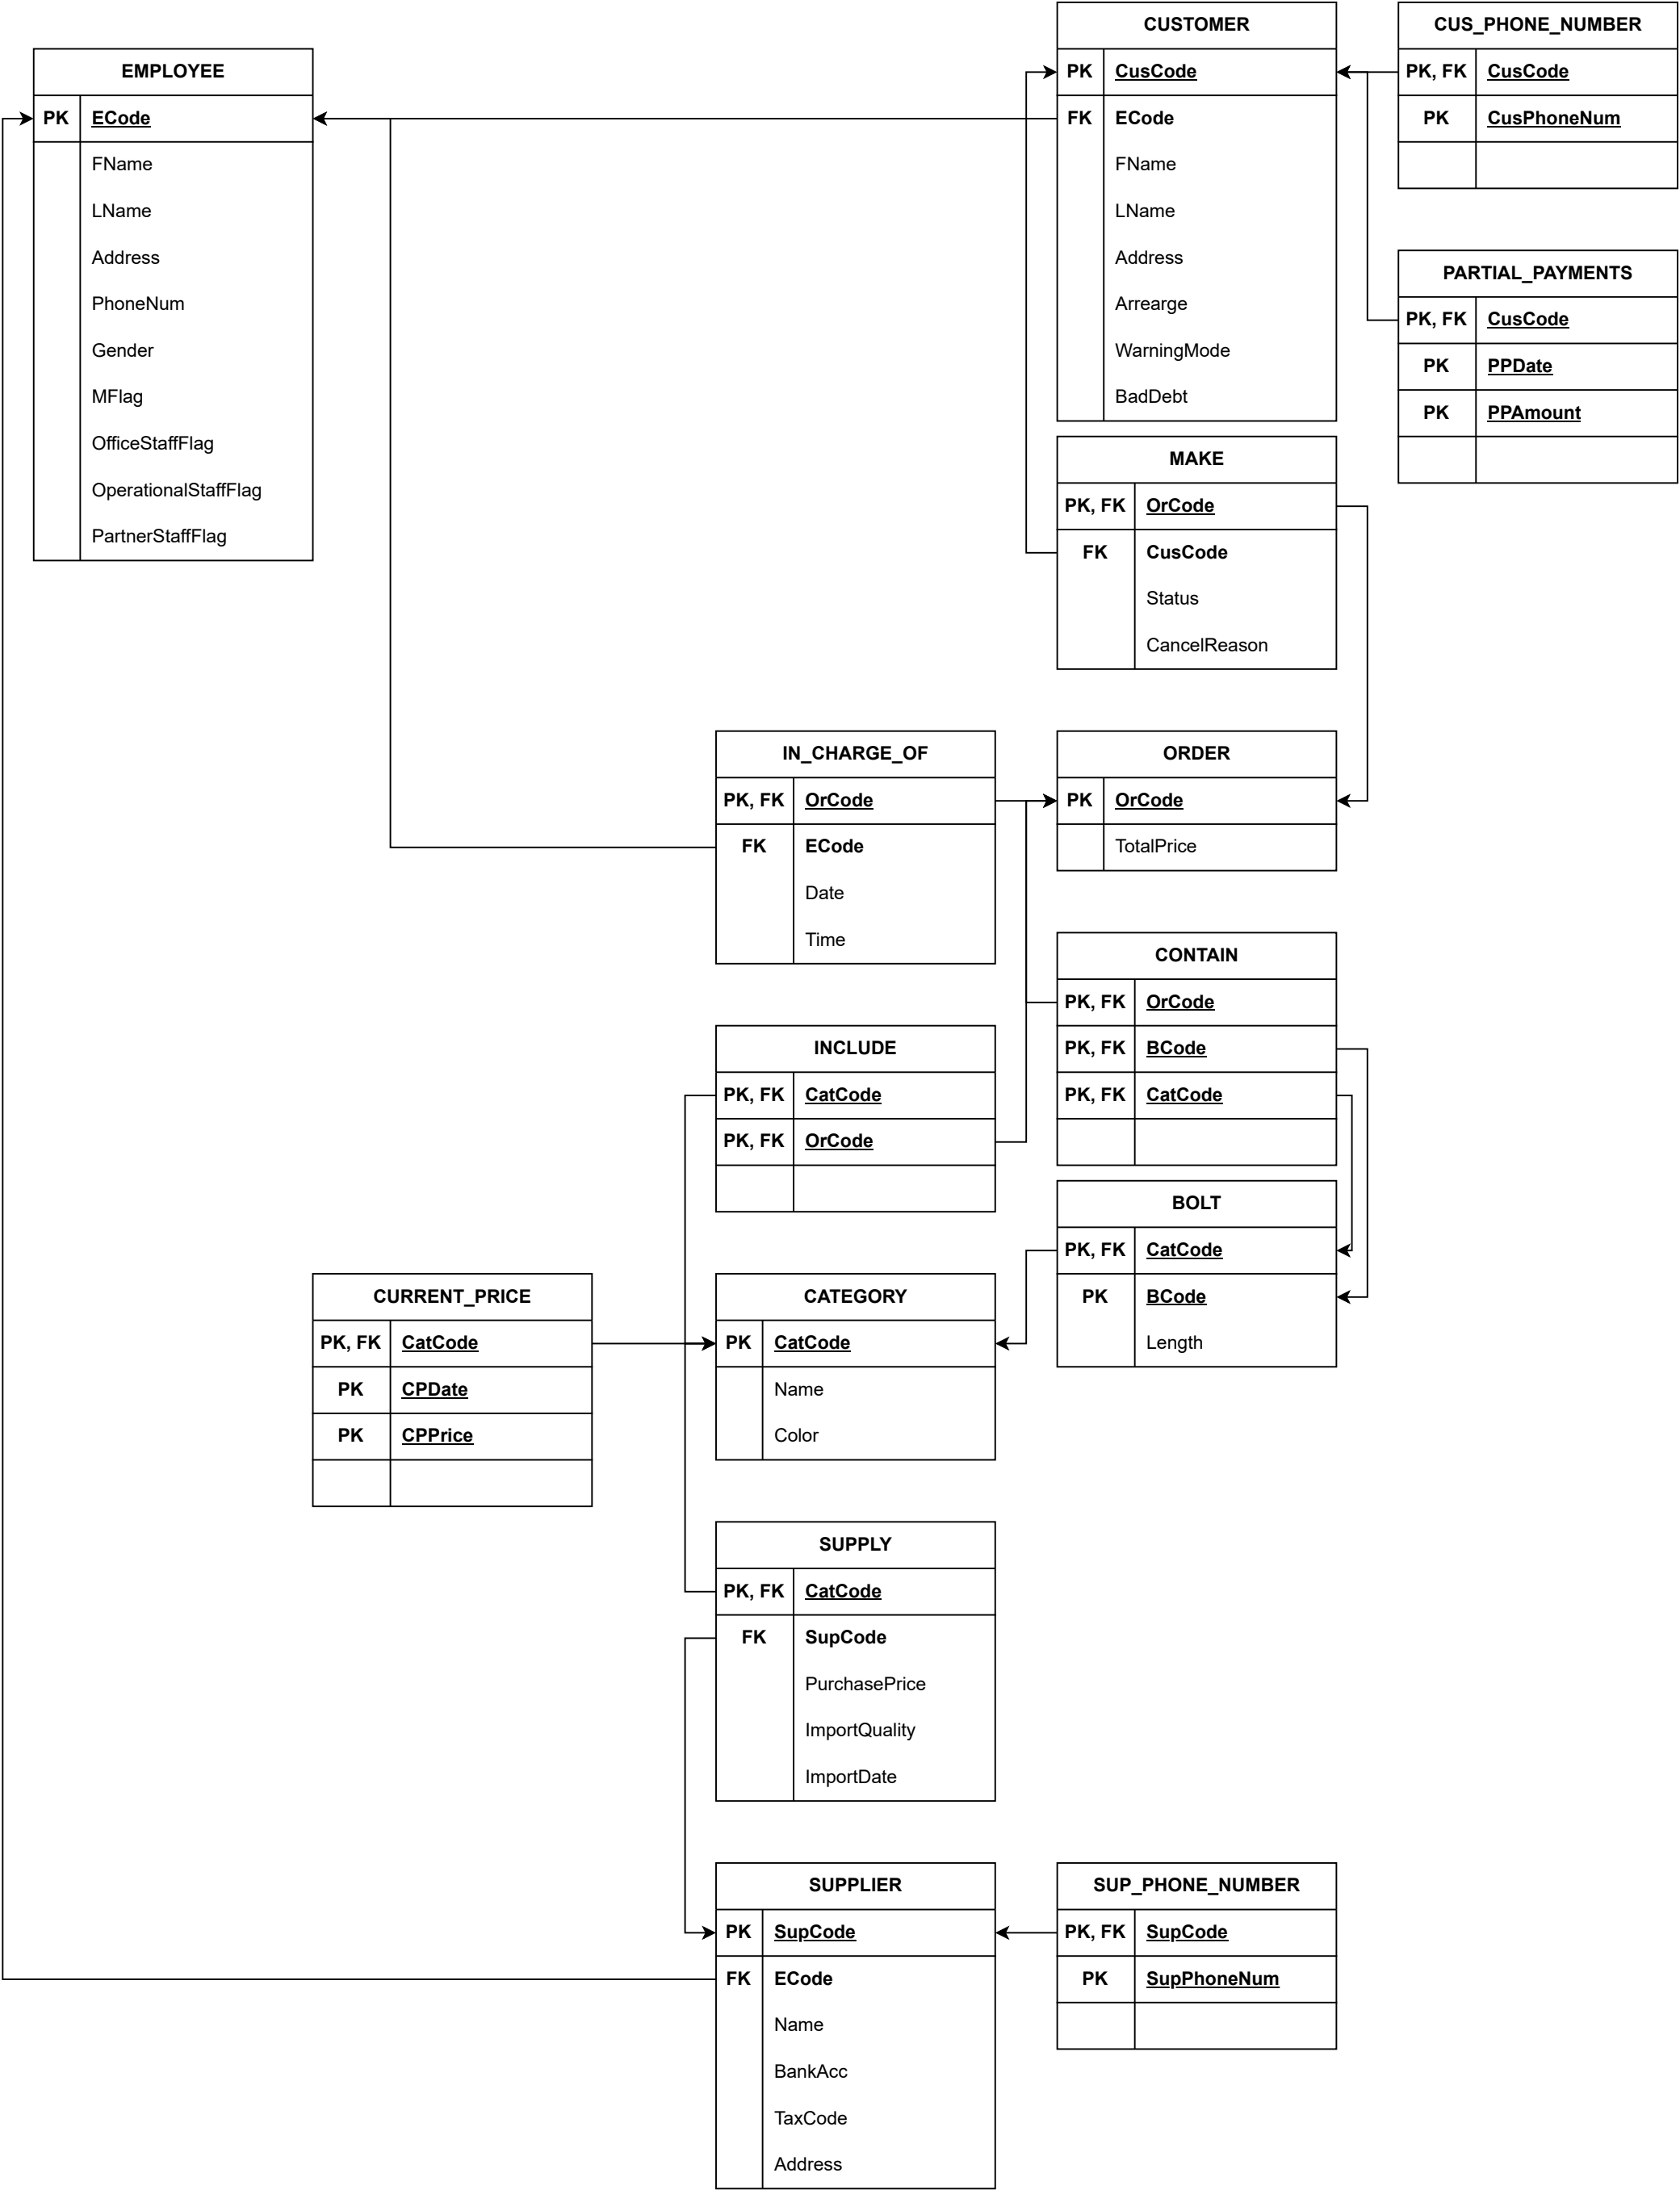 EMPLOYEE
PK ECode
FName
LName
Address
PhoneNum
Gender
MFlag
OfficeStaffFlag
OperationalStaffFlag
PartnerStaffFlag
CUSTOMER
PK CusCode
FK ECode
FName
LName
Address
Arrearge
WarningMode
BadDebt
CUS_PHONE_NUMBER
PK, FK CusCode
PK CusPhoneNum
PARTIAL_PAYMENTS
PK, FK CusCode
PK PPDate
PK PPAmount
MAKE
PK, FK OrCode
FK CusCode
Status
CancelReason
IN_CHARGE_OF
PK, FK OrCode
FK ECode
Date
Time
ORDER
PK OrCode
TotalPrice
CONTAIN
PK, FK OrCode
PK, FK BCode
PK, FK CatCode
INCLUDE
PK, FK CatCode
PK, FK OrCode
BOLT
PK, FK CatCode
PK BCode
Length
CURRENT_PRICE
PK, FK CatCode
PK CPDate
PK CPPrice
CATEGORY
PK CatCode
Name
Color
SUPPLY
PK, FK CatCode
FK SupCode
PurchasePrice
ImportQuality
ImportDate
SUPPLIER
PK SupCode
FK ECode
Name
BankAcc
TaxCode
Address
SUP_PHONE_NUMBER
PK, FK SupCode
PK SupPhoneNum